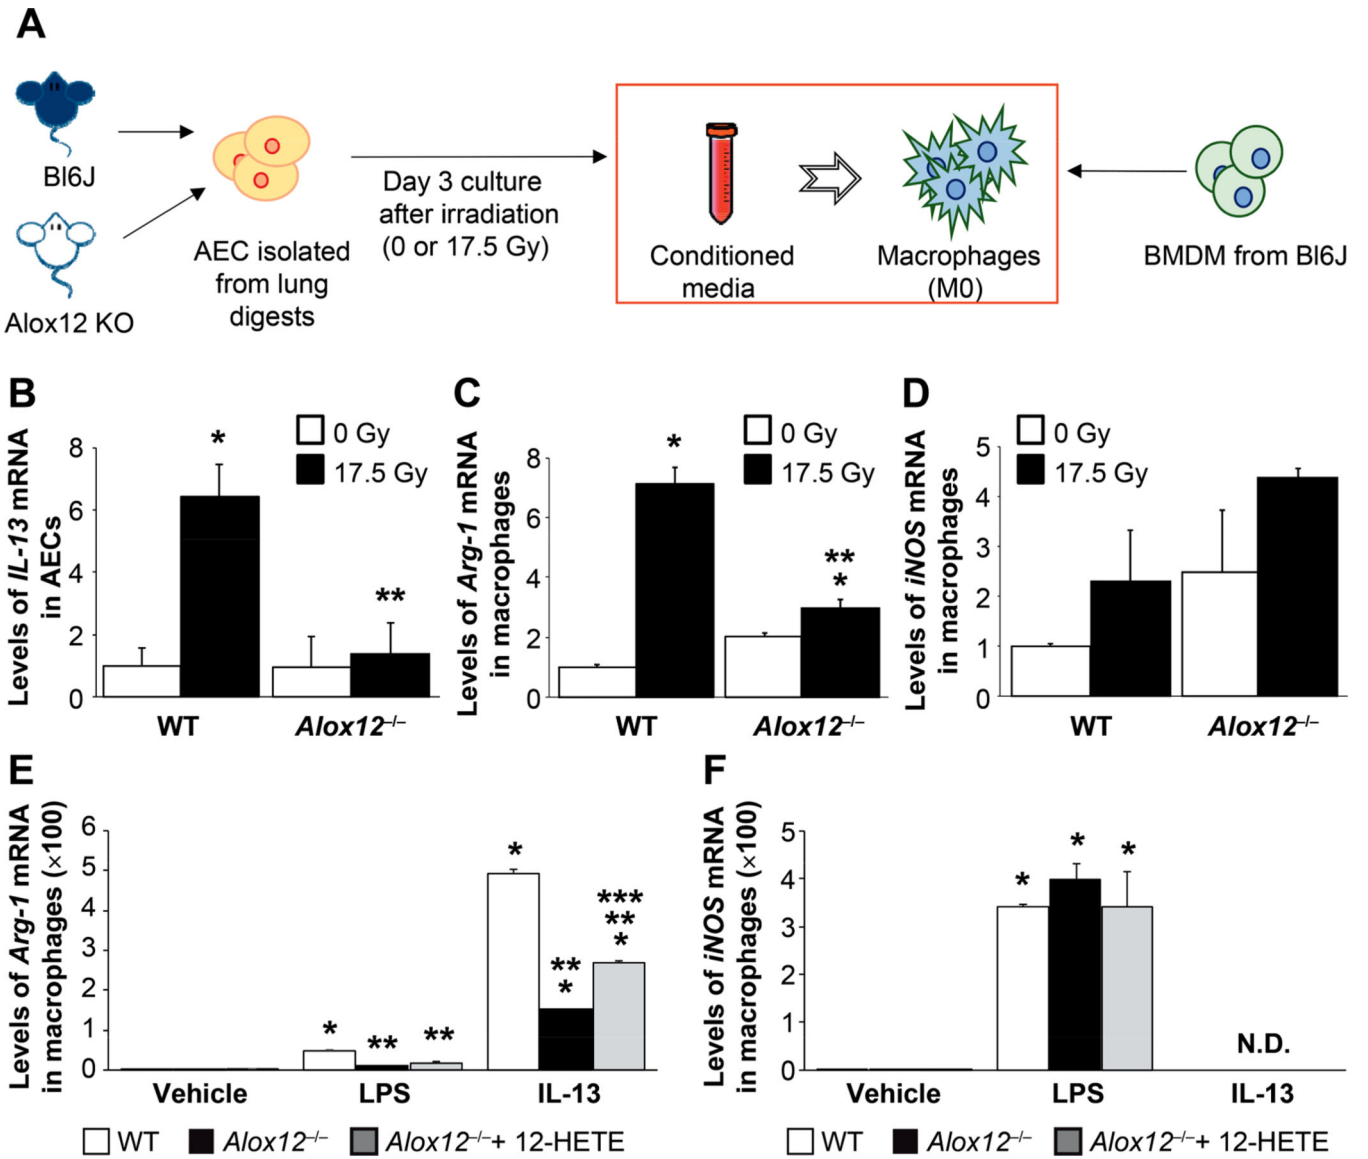 A
Bl6J
Alox12 KO
AEC isolated
from lung
digests
Day 3 culture
after irradiation
(0 or 17.5 Gy)
Conditioned
media
Macrophages
(M0)
BMDM from Bl6J
B
Levels of IL-13 mRNA
in AECs
0 Gy
17.5 Gy
8
6
4
2
0
*
**
WT
Alox12–/–
C
Levels of Arg-1 mRNA
in macrophages
0 Gy
17.5 Gy
8
6
4
2
0
*
**
*
WT
Alox12–/–
D
Levels of iNOS mRNA
in macrophages
0 Gy
17.5 Gy
5
4
3
2
1
0
WT
Alox12–/–
E
Levels of Arg-1 mRNA
in macrophages (×100)
6
5
4
3
2
1
0
*
**
**
*
**
*
***
**
*
Vehicle
LPS
IL-13
WT
Alox12–/–
Alox12–/–+ 12-HETE
F
Levels of iNOS mRNA
in macrophages (×100)
5
4
3
2
1
0
*
*
*
N.D.
Vehicle
LPS
IL-13
WT
Alox12–/–
Alox12–/–+ 12-HETE